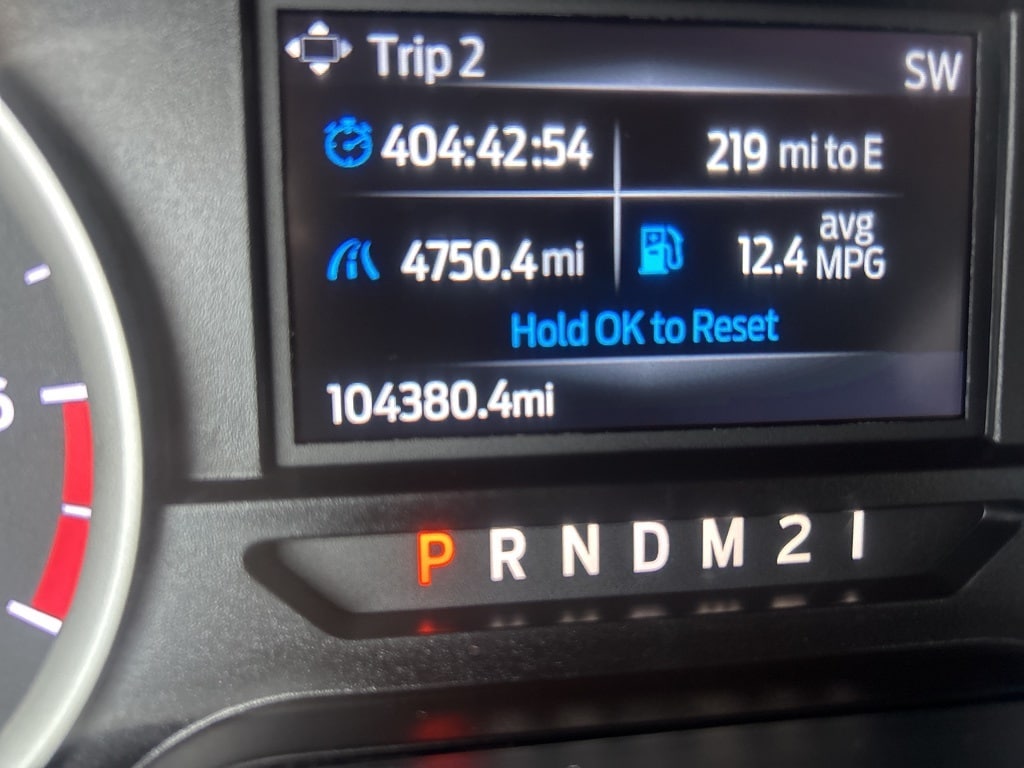 Trip 2
SW
404:42:54
219 mi to E
4750.4 mi
12.4 avg MPG
Hold OK to Reset
104380.4mi
P R N D M 2 1